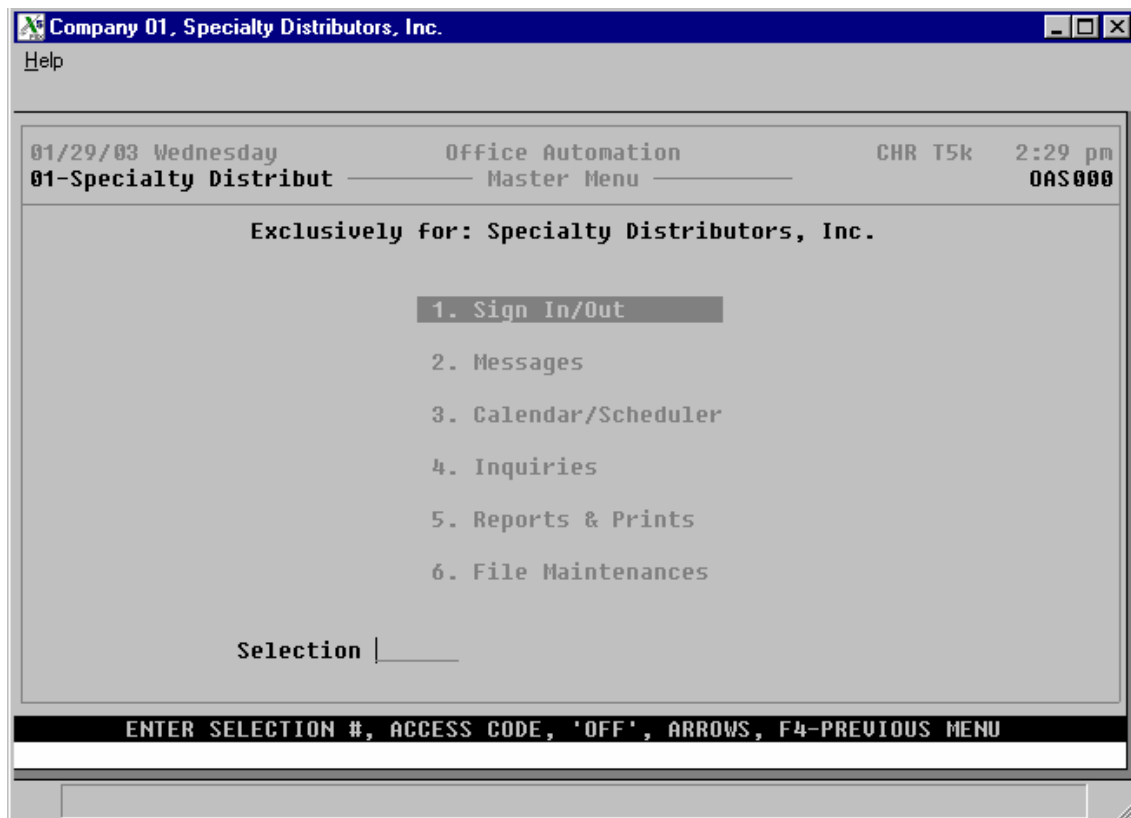 Company 01, Specialty Distributors, Inc.
Help
01/29/03 Wednesday Office Automation CHR T5k 2:29 pm
01-Specialty Distribut Master Menu OAS000
Exclusively for: Specialty Distributors, Inc.
1. Sign In/Out
2. Messages
3. Calendar/Scheduler
4. Inquiries
5. Reports & Prints
6. File Maintenances
Selection
ENTER SELECTION #, ACCESS CODE, 'OFF', ARROWS, F4-PREVIOUS MENU